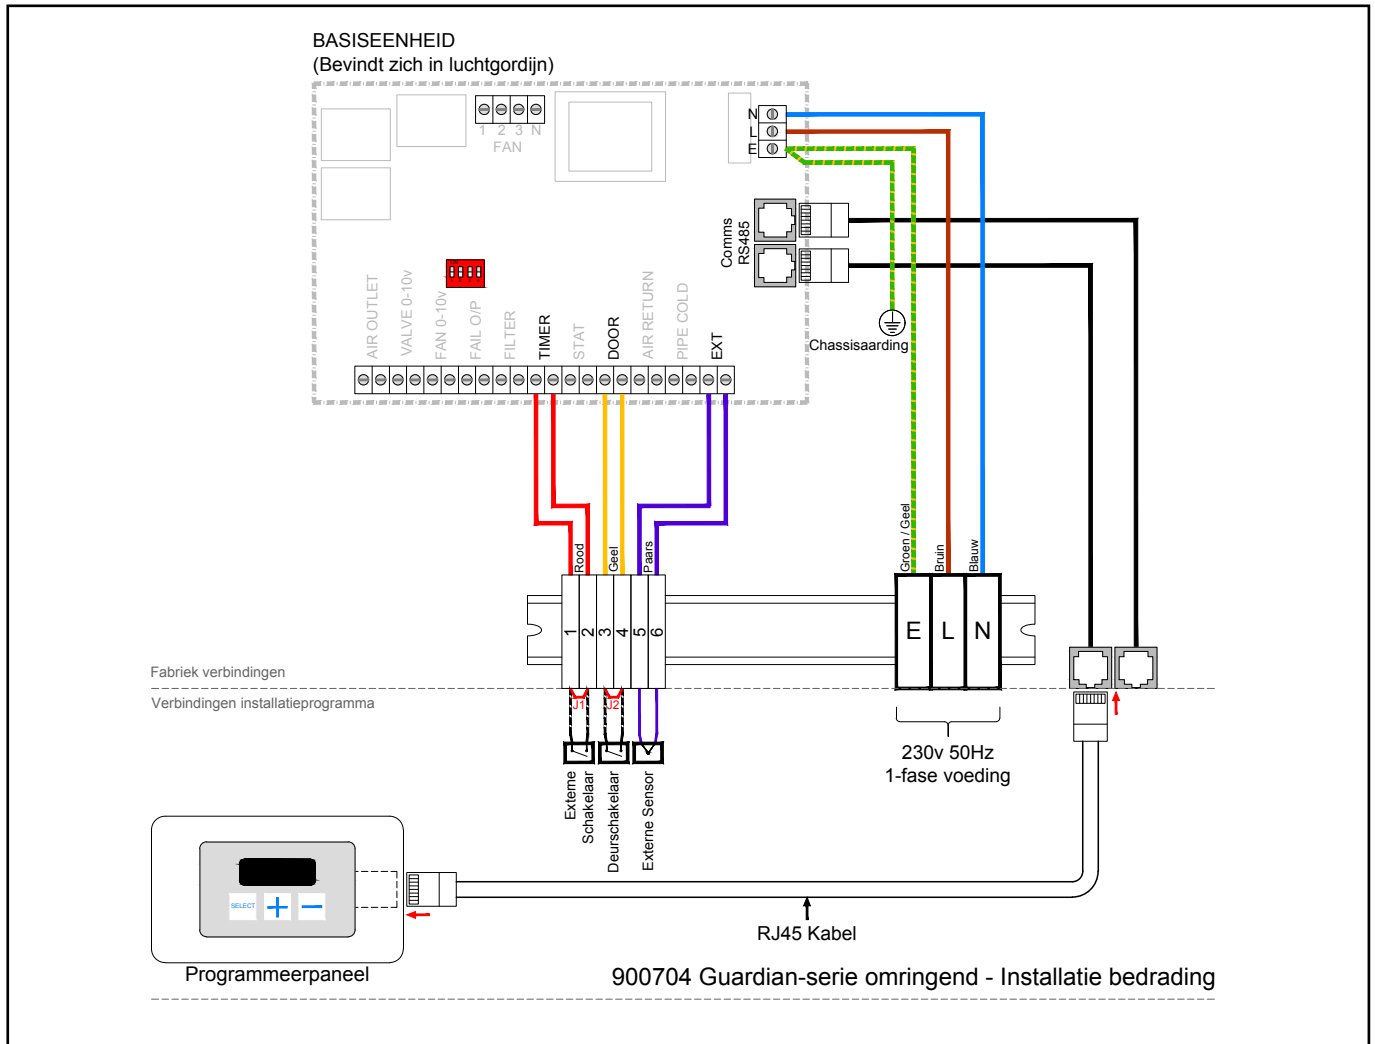 BASISEENHEID
(Bevindt zich in luchtgordijn)
1 2 3 N
FAN
N
L
E
Comms
RS485
AIR OUTLET
VALVE 0-10v
FAN 0-10v
FAIL O/P
FILTER
TIMER
STAT
DOOR
AIR RETURN
PIPE COLD
EXT
Chassisaarding
Rood
Geel
Paars
Groen / Geel
Bruin
Blauw
1 2 3 4 5 6
E L N
Fabriek verbindingen
Verbindingen installatieprogramma
J1
J2
Externe
Schakelaar
Deurschakelaar
Externe Sensor
230v 50Hz
1-fase voeding
SELECT
Programmeerpaneel
RJ45 Kabel
900704 Guardian-serie omringend - Installatie bedrading